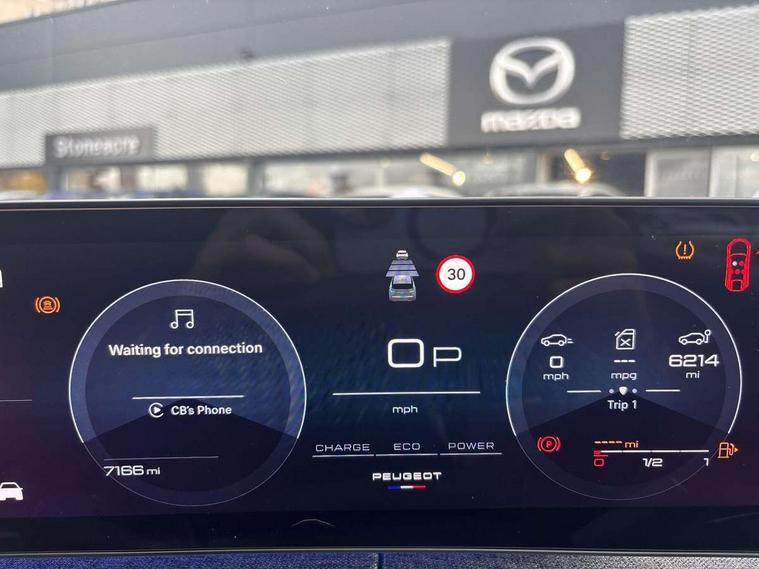 Stoneacre
mazda
30
Waiting for connection
CB's Phone
7166 mi
0 P
mph
CHARGE ECO POWER
PEUGEOT
0 --- 6214
mph mpg mi
Trip 1
P
---- mi
0 1/2 1